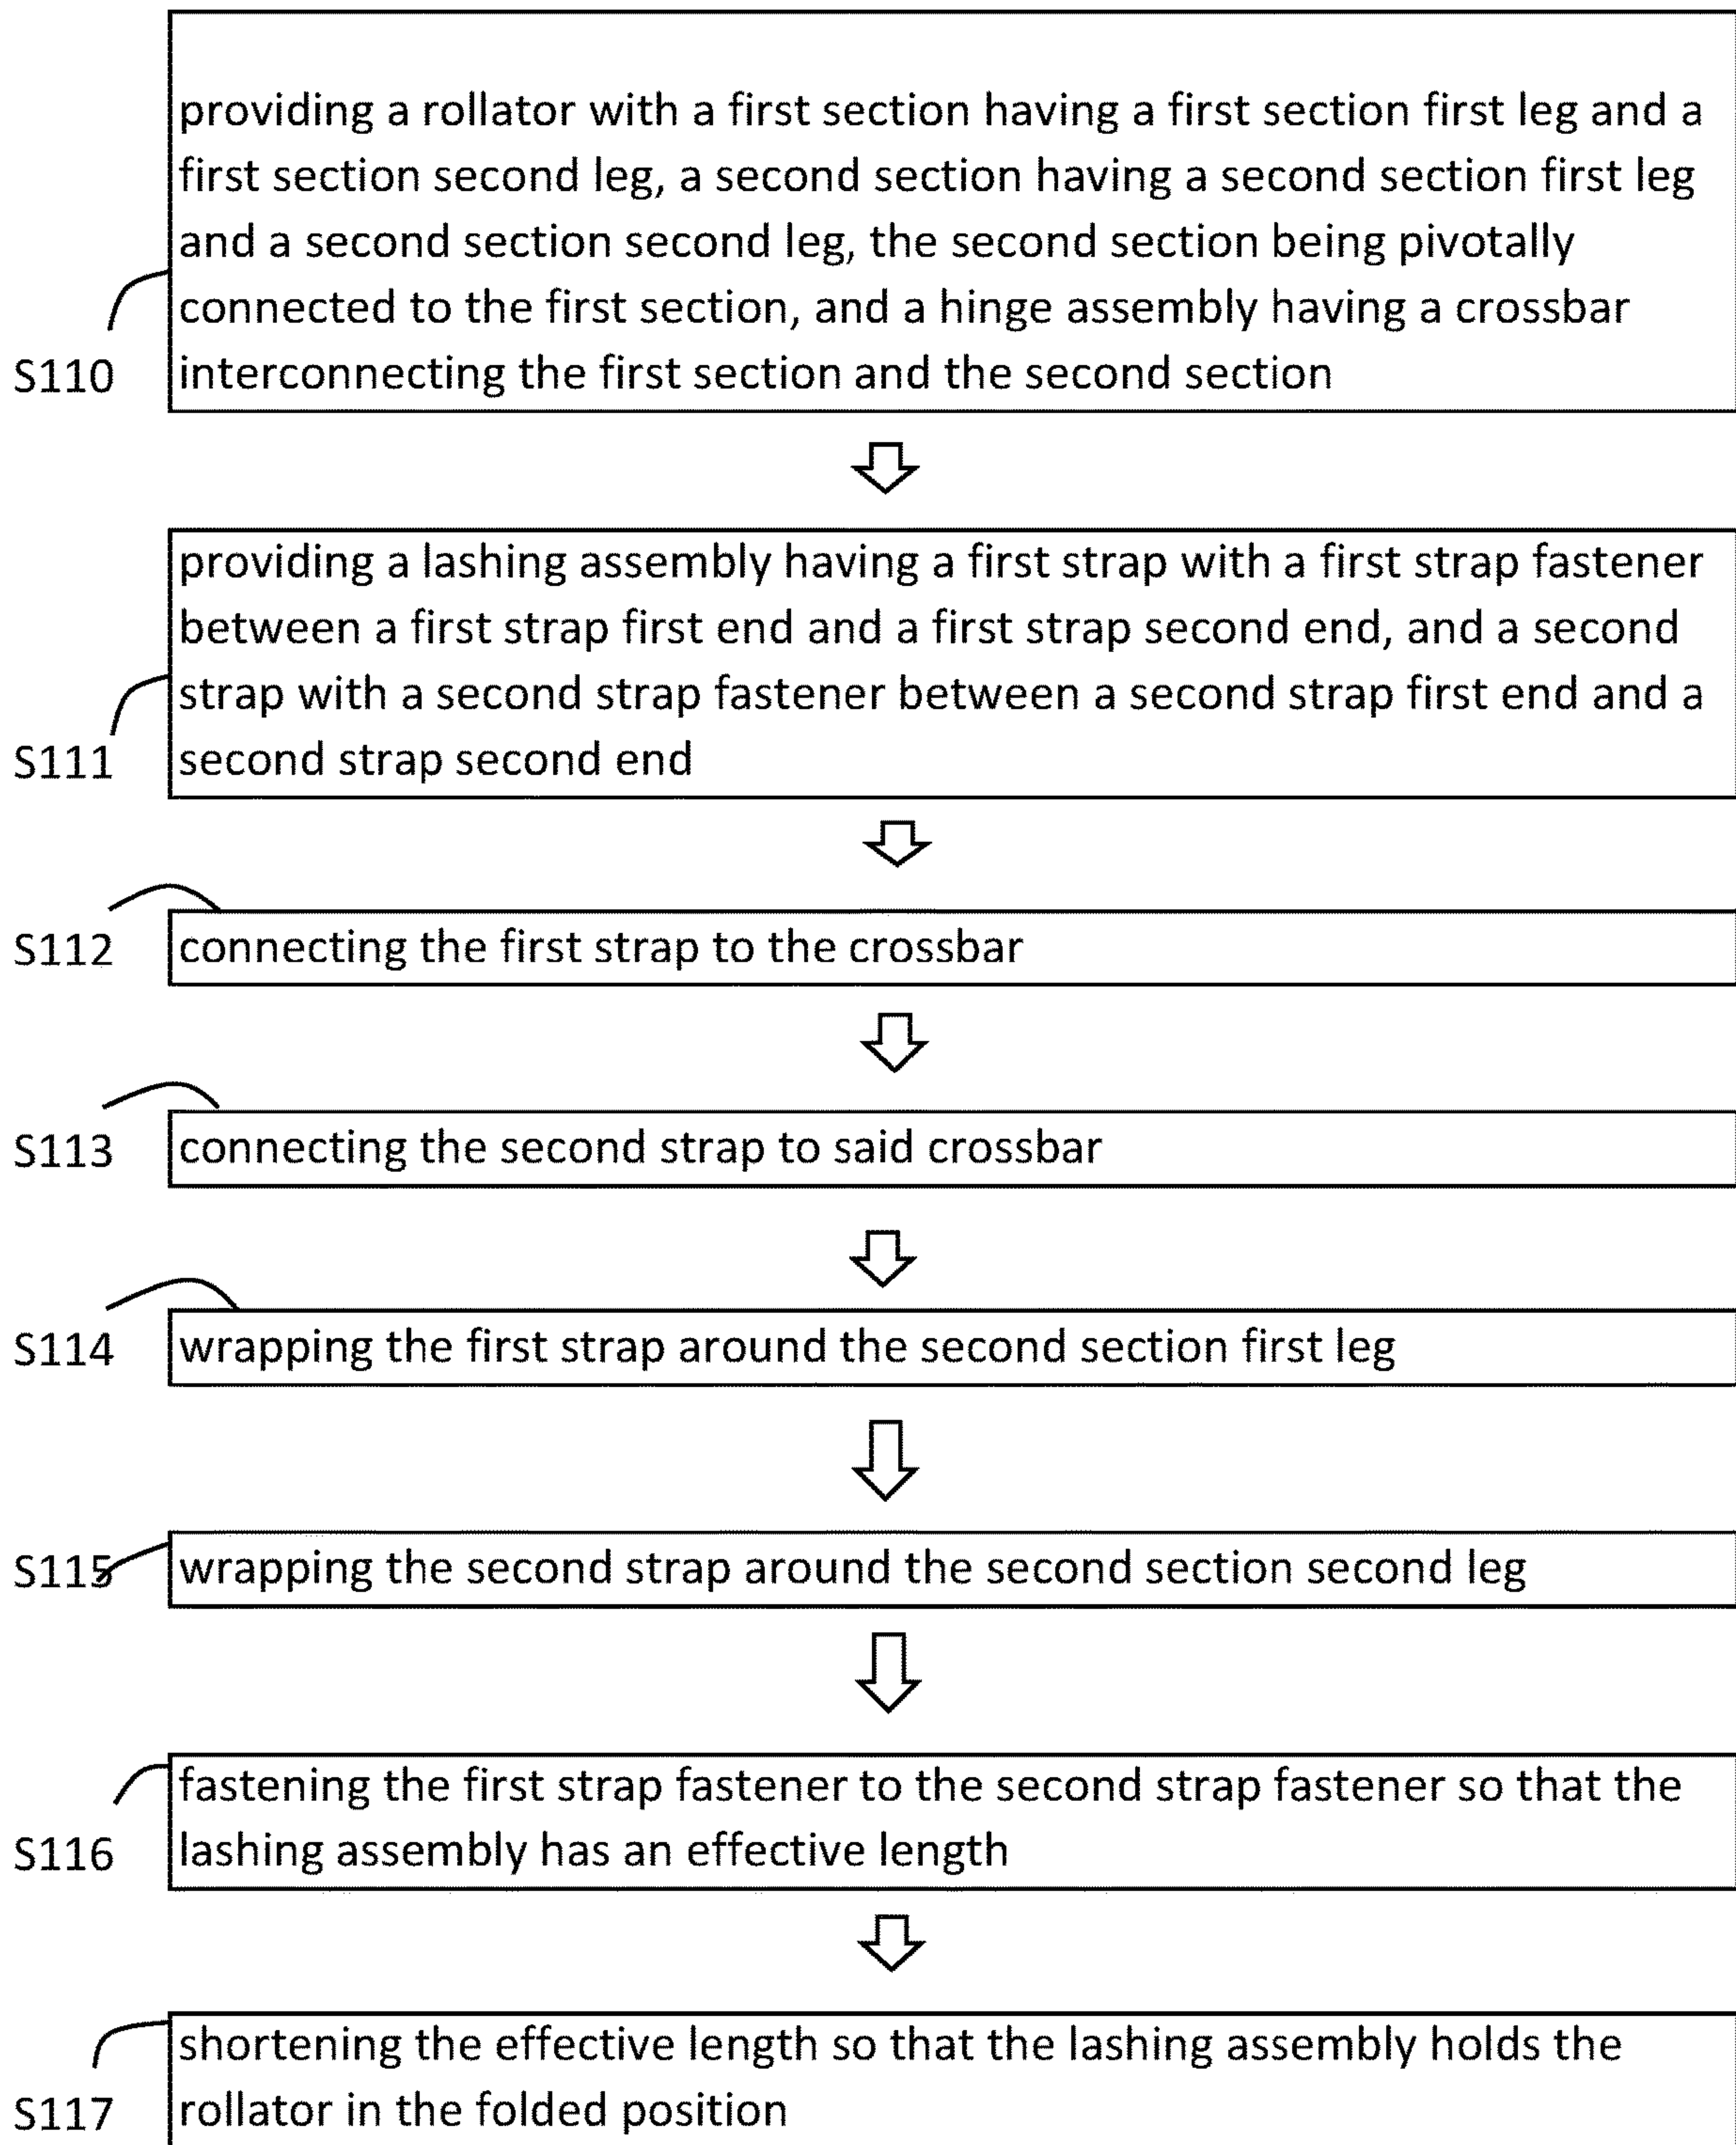 providing a rollator with a first section having a first section first leg and a
first section second leg, a second section having a second section first leg
and a second section second leg, the second section being pivotally
connected to the first section, and a hinge assembly having a crossbar
S110 interconnecting the first section and the second section
providing a lashing assembly having a first strap with a first strap fastener
between a first strap first end and a first strap second end, and a second
strap with a second strap fastener between a second strap first end and a
S111 second strap second end
S112 connecting the first strap to the crossbar
S113 connecting the second strap to said crossbar
S114 wrapping the first strap around the second section first leg
S115 wrapping the second strap around the second section second leg
fastening the first strap fastener to the second strap fastener so that the
S116 lashing assembly has an effective length
shortening the effective length so that the lashing assembly holds the
S117 rollator in the folded position